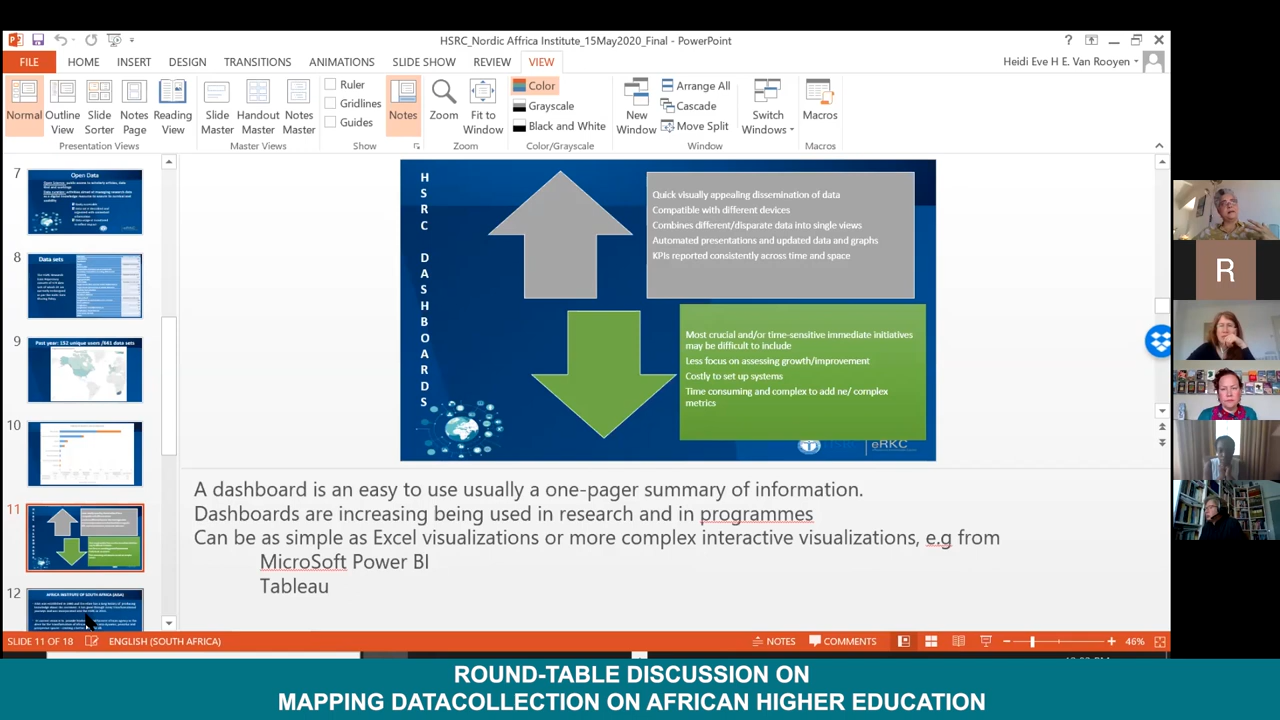 HSRC_Nordic Affrica Institute_15May2020_Final - PowerPoint
FILE HOME INSERT DESIGN TRANSITIONS ANIMATIONS SLIDE SHOW REVIEW VIEW
Heidi Eve H E. Van Rooyen
Normal
Outline View
Slide Sorter
Notes Page
Reading View
Presentation Views
Slide Master
Handout Master
Notes Master
Master Views
Ruler
Gridlines
Guides
Show
Notes
Zoom
Fit to Window
Zoom
Color
Grayscale
Black and White
Color/Grayscale
New Window
Arrange All
Cascade
Move Split
Switch Windows
Window
Macros
Macros
7
Open Data
8
Data sets
9
Past year: 152 unique users /641 data sets
10
11
12
AFRICA INSTITUTE OF SOUTH AFRICA (AISA)
HSRC DASHBOARDS
Quick visually appealing dissemination of data
Compatible with different devices
Combines different/disparate data into single views
Automated presentations and updated data and graphs
KPIs reported consistently across time and space
Most crucial and/or time-sensitive immediate initiatives
may be difficult to include
Less focus on assessing growth/improvement
Costly to set up systems
Time consuming and complex to add ne/ complex
metrics
eRKC
A dashboard is an easy to use usually a one-pager summary of information.
Dashboards are increasing being used in research and in programmes
Can be as simple as Excel visualizations or more complex interactive visualizations, e.g from
MicroSoft Power BI
Tableau
R
SLIDE 11 OF 18 ENGLISH (SOUTH AFRICA) NOTES COMMENTS 46%
ROUND-TABLE DISCUSSION ON
MAPPING DATACOLLECTION ON AFRICAN HIGHER EDUCATION